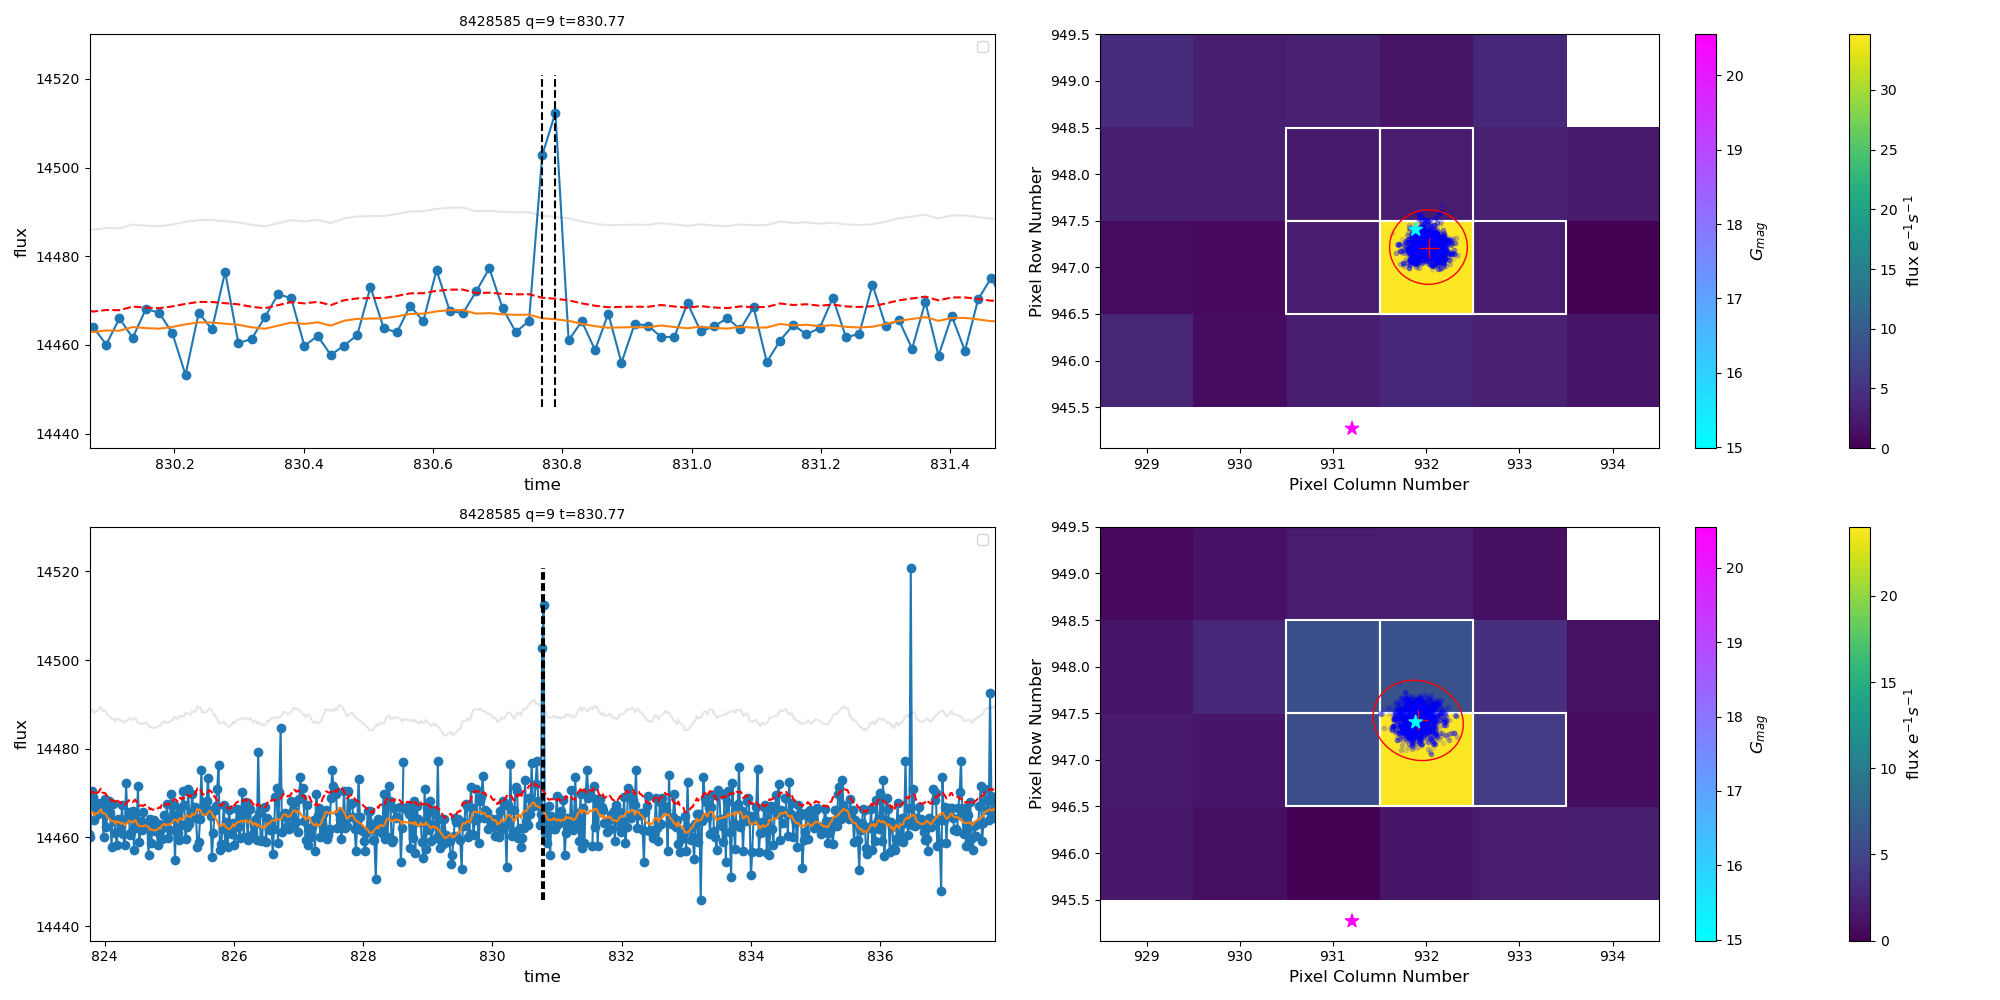 8428585 q=9 t=830.77
flux
14520
14500
14480
14460
14440
830.2 830.4 830.6 830.8 831.0 831.2 831.4
time
Pixel Row Number
949.5
949.0
948.5
948.0
947.5
947.0
946.5
946.0
945.5
929 930 931 932 933 934
Pixel Column Number
20
19
18
17
16
15
G_mag
30
25
20
15
10
5
0
flux e⁻¹s⁻¹
8428585 q=9 t=830.77
flux
14520
14500
14480
14460
14440
824 826 828 830 832 834 836
time
Pixel Row Number
949.5
949.0
948.5
948.0
947.5
947.0
946.5
946.0
945.5
929 930 931 932 933 934
Pixel Column Number
20
19
18
17
16
15
G_mag
20
15
10
5
0
flux e⁻¹s⁻¹